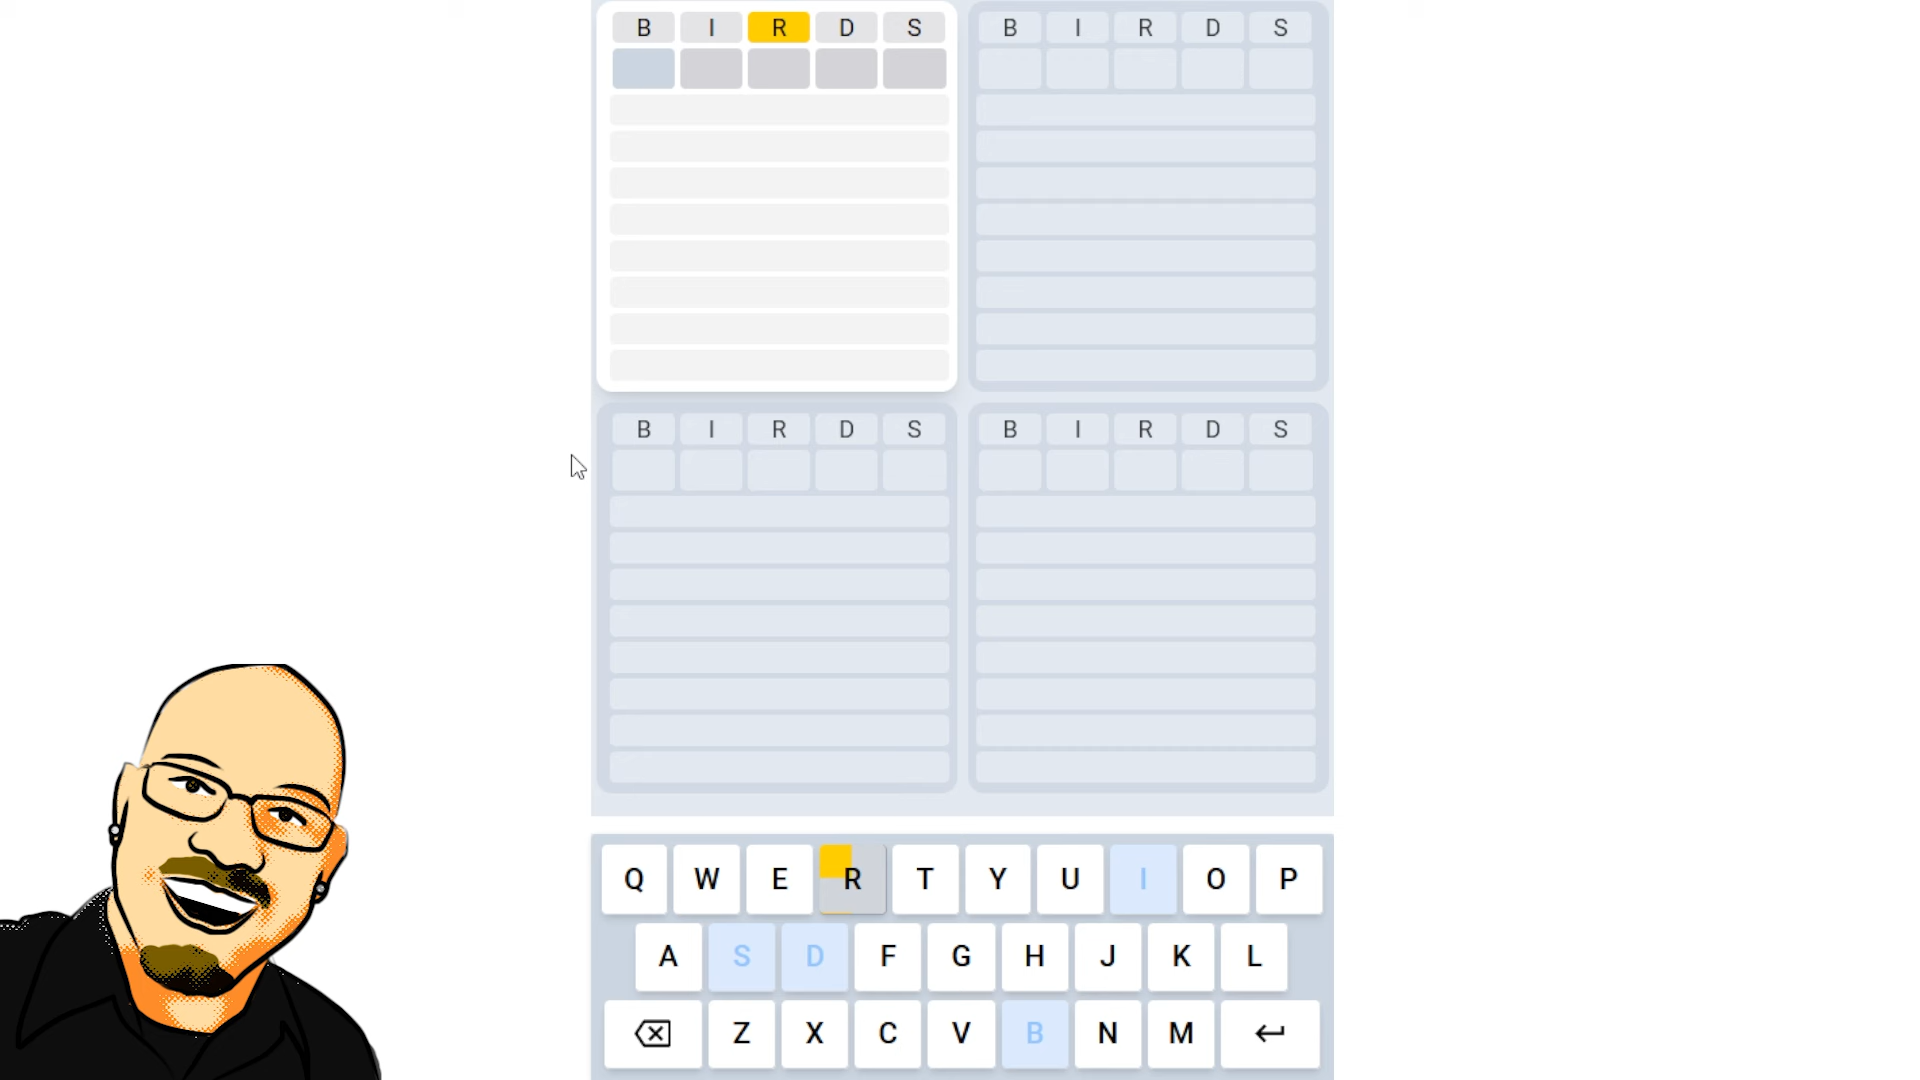 B I R D S
B I R D S
B I R D S
B I R D S
Q W E R T Y U I O P
A S D F G H J K L
Z X C V B N M